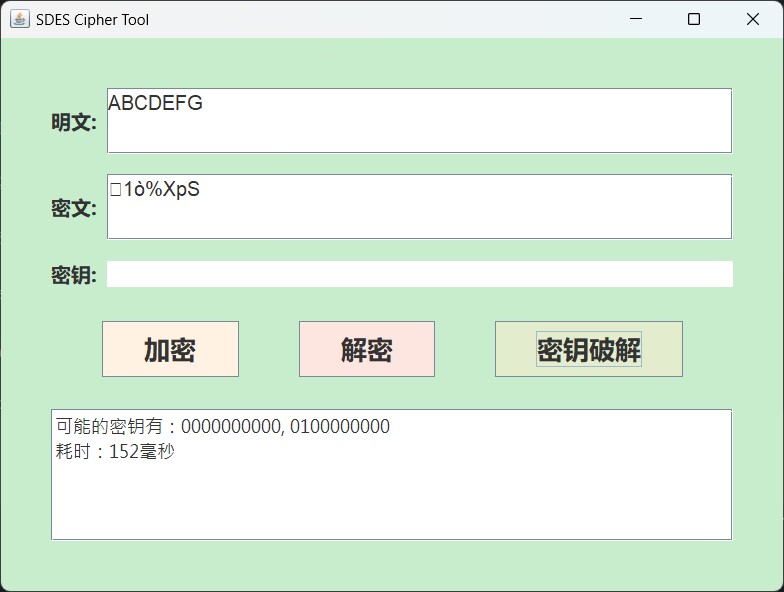 SDES Cipher Tool
明文:
ABCDEFG
密文:
□1ò%XpS
密钥:
加密
解密
密钥破解
可能的密钥有：0000000000, 0100000000
耗时：152毫秒